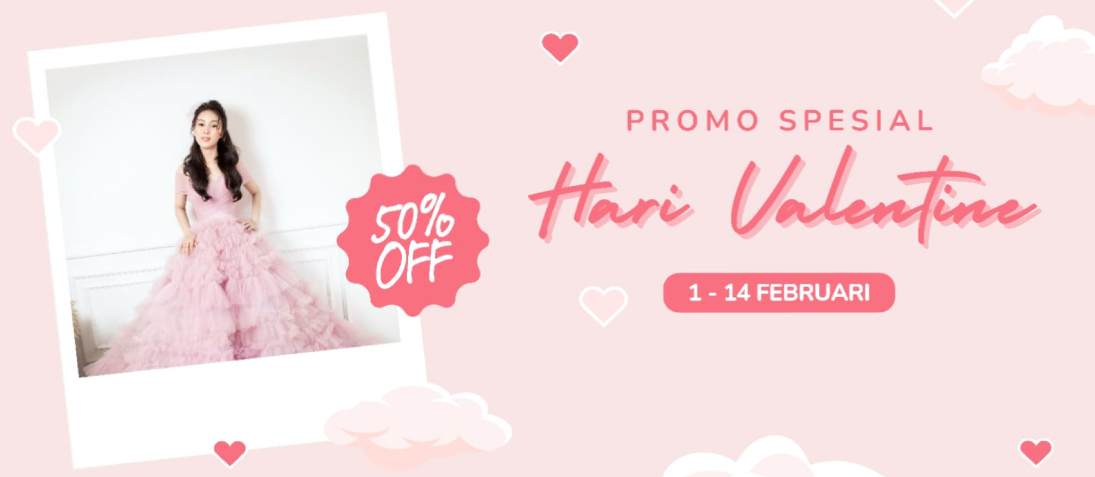 PROMO SPESIAL
Hari Valentine
1 - 14 FEBRUARI
50%
OFF